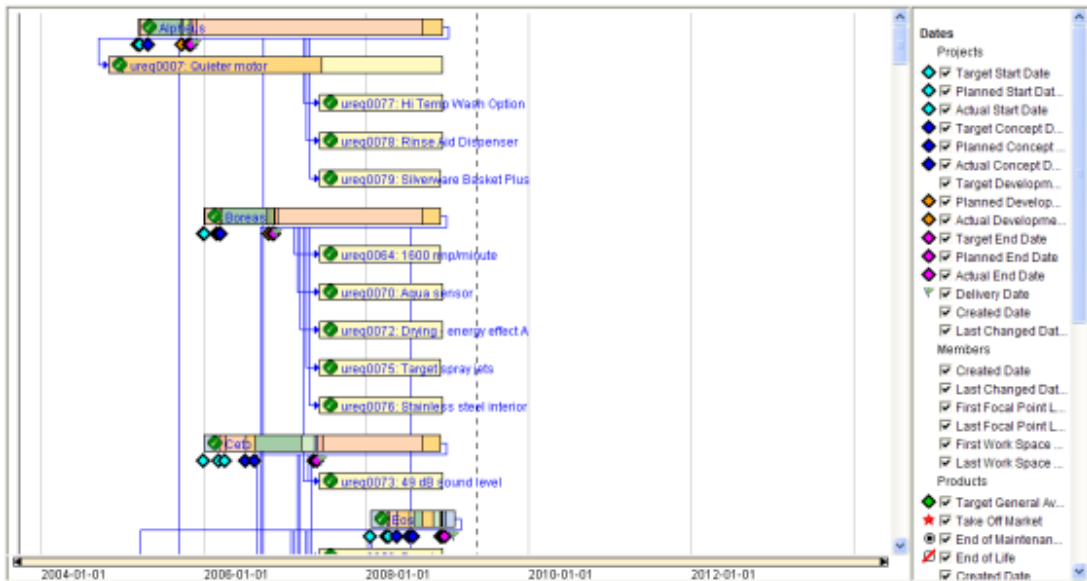 Alpheus
ureq0007: Quieter motor
ureq0077: Hi Temp Wash Option
ureq0078: Rinse Aid Dispenser
ureq0079: Silverware Basket Plus
Boreas
ureq0064: 1600 rmp/minute
ureq0070: Aqua sensor
ureq0072: Drying - energy effect A
ureq0075: Target spray jets
ureq0076: Stainless steel interior
Ceto
ureq0073: 49 dB sound level
Eos
2004-01-01
2006-01-01
2008-01-01
2010-01-01
2012-01-01
Dates
Projects
Target Start Date
Planned Start Dat...
Actual Start Date
Target Concept D...
Planned Concept ...
Actual Concept D...
Target Developm...
Planned Develop...
Actual Developme...
Target End Date
Planned End Date
Actual End Date
Delivery Date
Created Date
Last Changed Dat...
Members
Created Date
Last Changed Dat...
First Focal Point L...
Last Focal Point L...
First Work Space ...
Last Work Space ...
Products
Target General Av...
Take Off Market
End of Maintenan...
End of Life
Created Date